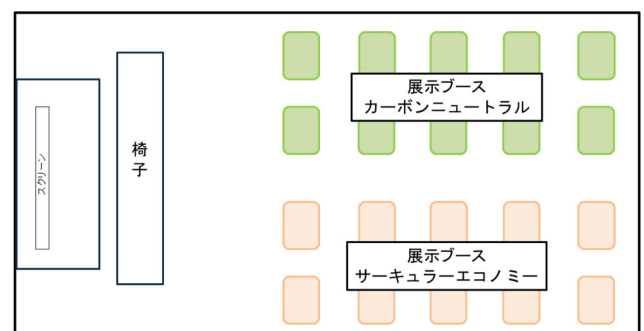 スクリーン
椅子
展示ブース
カーボンニュートラル
展示ブース
サーキュラーエコノミー